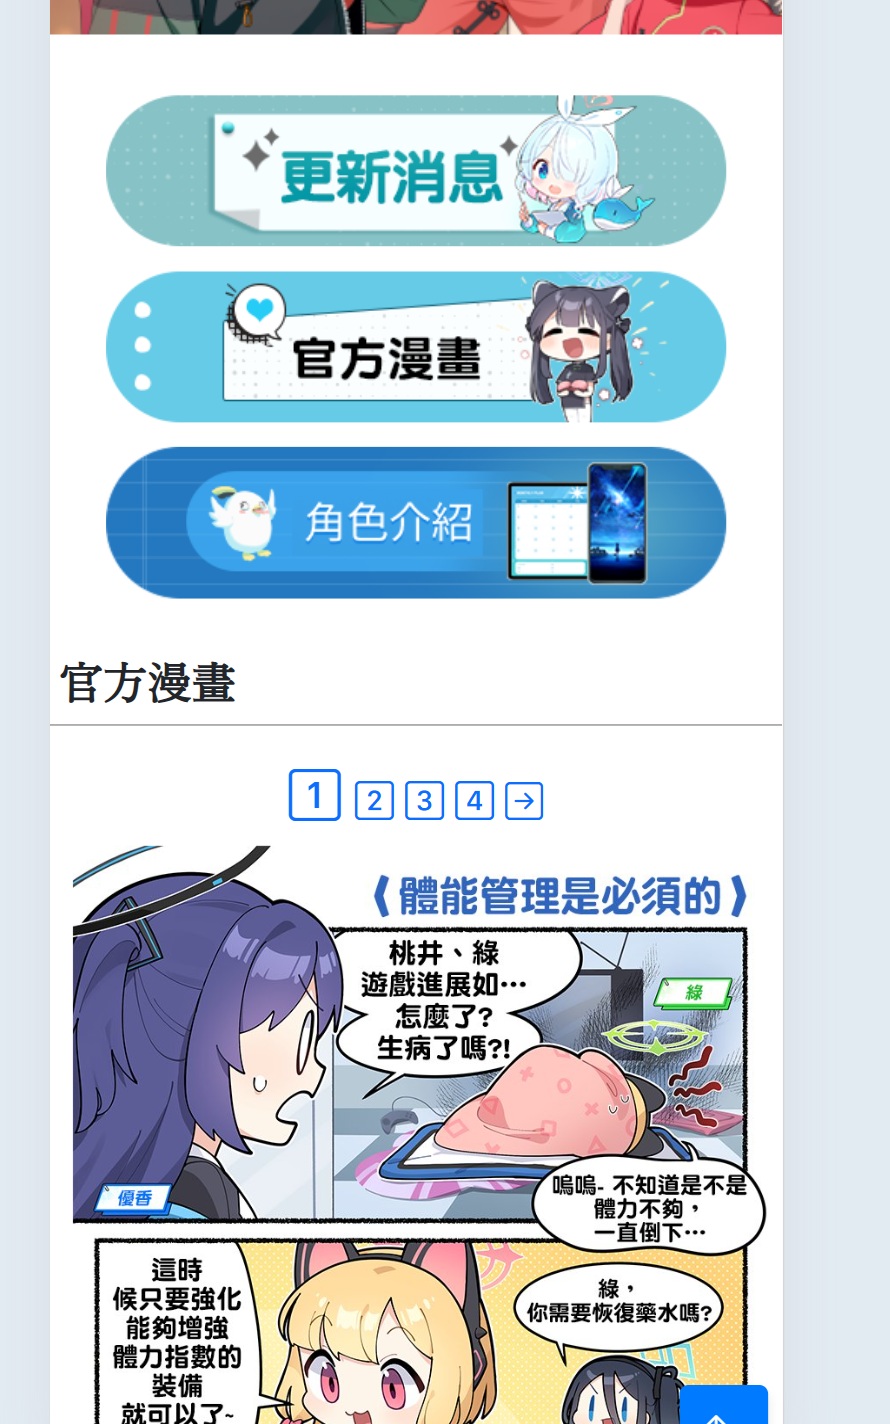 更新消息
官方漫畫
角色介紹
官方漫畫
1 2 3 4 →
《體能管理是必須的》
桃井、綠
遊戲進展如…
怎麼了?
生病了嗎?!
綠
優香
嗚嗚- 不知道是不是
體力不夠，
一直倒下…
這時
候只要強化
能夠增強
體力指數的
裝備
就可以了~
綠，
你需要恢復藥水嗎?